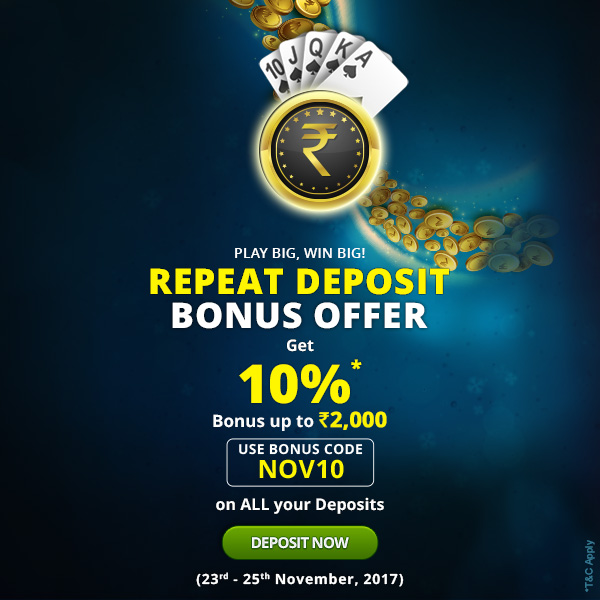 10 J Q K A
₹
PLAY BIG, WIN BIG!
REPEAT DEPOSIT
BONUS OFFER
Get
10%*
Bonus up to ₹2,000
USE BONUS CODE
NOV10
on ALL your Deposits
DEPOSIT NOW
(23rd - 25th November, 2017)
*T&C Apply